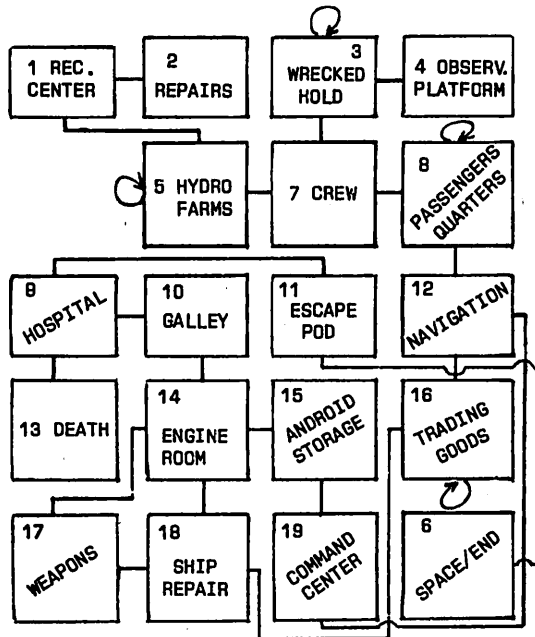 1 REC.
CENTER
2
REPAIRS
3
WRECKED
HOLD
4 OBSERV.
PLATFORM
5 HYDRO
FARMS
7 CREW
8
PASSENGERS
QUARTERS
9
HOSPITAL
10
GALLEY
11
ESCAPE
POD
12
NAVIGATION
13 DEATH
14
ENGINE
ROOM
15
ANDROID
STORAGE
16
TRADING
GOODS
17
WEAPONS
18
SHIP
REPAIR
19
COMMAND
CENTER
6
SPACE/END